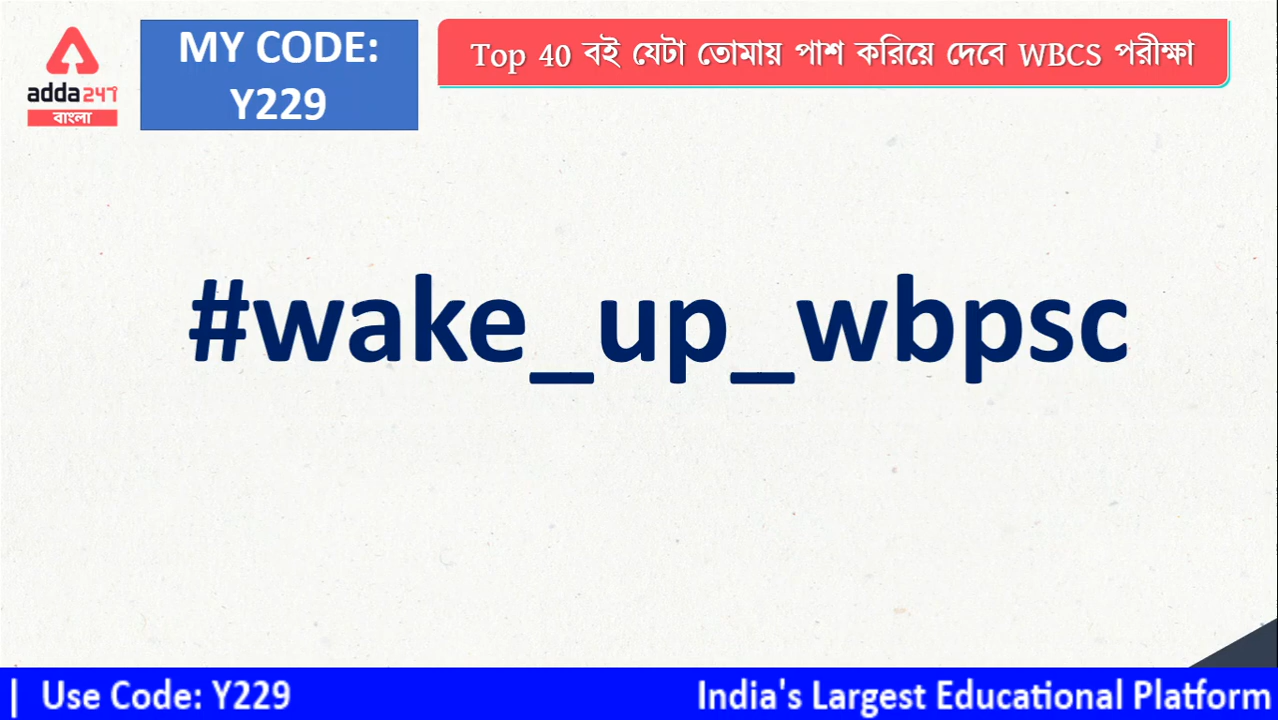 adda247
বাংলা
MY CODE:
Y229
Top 40 বই যেটা তোমায় পাশ করিয়ে দেবে WBCS পরীক্ষা
#wake_up_wbpsc
| Use Code: Y229
India's Largest Educational Platform